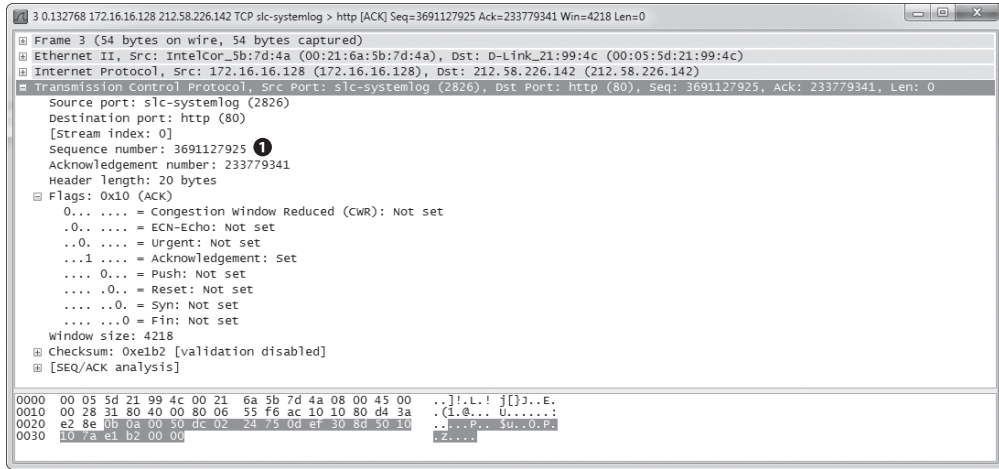 3 0.132768 172.16.16.128 212.58.226.142 TCP slc-systemlog > http [ACK] Seq=3691127925 Ack=233779341 Win=4218 Len=0
Frame 3 (54 bytes on wire, 54 bytes captured)
Ethernet II, Src: IntelCor_5b:7d:4a (00:21:6a:5b:7d:4a), Dst: D-Link_21:99:4c (00:05:5d:21:99:4c)
Internet Protocol, Src: 172.16.16.128 (172.16.16.128), Dst: 212.58.226.142 (212.58.226.142)
Transmission Control Protocol, Src Port: slc-systemlog (2826), Dst Port: http (80), Seq: 3691127925, Ack: 233779341, Len: 0
Source port: slc-systemlog (2826)
Destination port: http (80)
[Stream index: 0]
Sequence number: 3691127925 ❶
Acknowledgement number: 233779341
Header length: 20 bytes
Flags: 0x10 (ACK)
0... .... = Congestion Window Reduced (CWR): Not set
.0.. .... = ECN-Echo: Not set
..0. .... = Urgent: Not set
...1 .... = Acknowledgement: Set
.... 0... = Push: Not set
.... .0.. = Reset: Not set
.... ..0. = Syn: Not set
.... ...0 = Fin: Not set
Window size: 4218
Checksum: 0xe1b2 [validation disabled]
[SEQ/ACK analysis]
0000 00 05 5d 21 99 4c 00 21 6a 5b 7d 4a 08 00 45 00 ..]!.L.! j[}J..E.
0010 00 28 31 80 40 00 80 06 55 f6 ac 10 10 80 d4 3a .(1.@... U......:
0020 e2 8e 0b 0a 00 50 dc 02 24 75 0d ef 30 8d 50 10 .....P.. $u..0.P.
0030 10 7a e1 b2 00 00 .z....